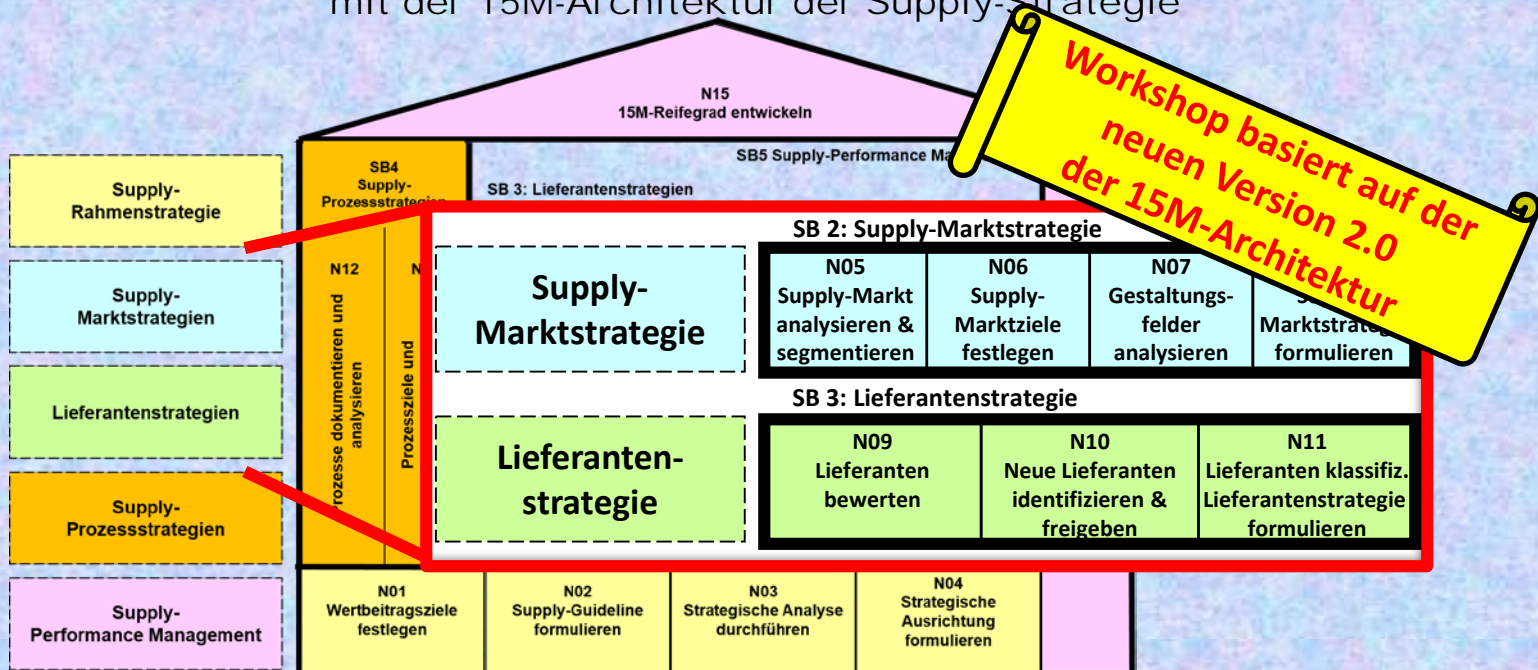 mit der 15M-Architektur der Supply-Strategie
Workshop basiert auf der
neuen Version 2.0
der 15M-Architektur
N15
15M-Reifegrad entwickeln
SB4
Supply-
Prozessstrategien
SB5 Supply-Performance Ma
SB 3: Lieferantenstrategien
Supply-
Rahmenstrategie
Supply-
Marktstrategien
Lieferantenstrategien
Supply-
Prozessstrategien
Supply-
Performance Management
N12
Prozesse dokumentieren und
analysieren
N
Prozessziele und
Supply-
Marktstrategie
SB 2: Supply-Marktstrategie
N05
Supply-Markt
analysieren &
segmentieren
N06
Supply-
Marktziele
festlegen
N07
Gestaltungs-
felder
analysieren
Marktstrateg
formulieren
Lieferanten-
strategie
SB 3: Lieferantenstrategie
N09
Lieferanten
bewerten
N10
Neue Lieferanten
identifizieren &
freigeben
N11
Lieferanten klassifiz.
Lieferantenstrategie
formulieren
N01
Wertbeitragsziele
festlegen
N02
Supply-Guideline
formulieren
N03
Strategische Analyse
durchführen
N04
Strategische
Ausrichtung
formulieren